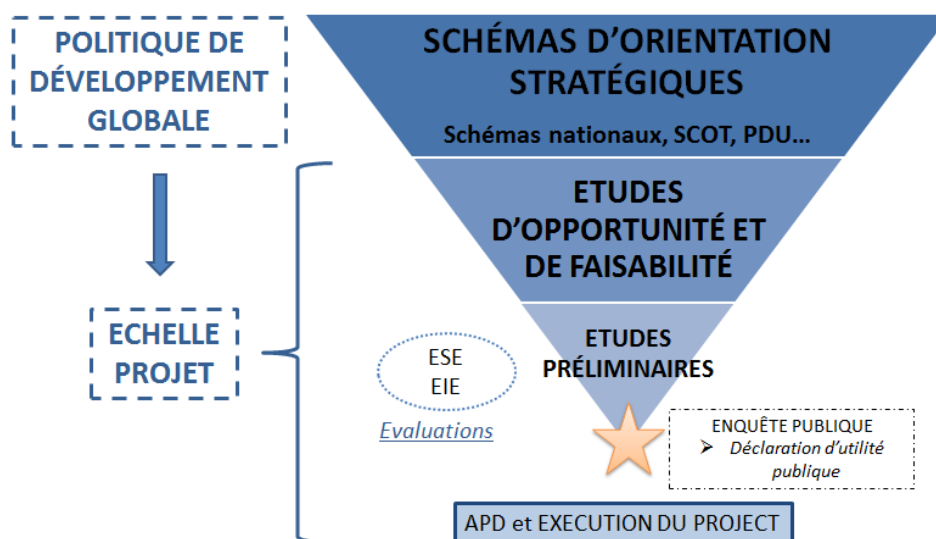 POLITIQUE DE
DÉVELOPPEMENT
GLOBALE
SCHÉMAS D'ORIENTATION
STRATÉGIQUES
Schémas nationaux, SCOT, PDU...
ETUDES
D'OPPORTUNITÉ ET
DE FAISABILITÉ
ECHELLE
PROJET
ETUDES
PRÉLIMINAIRES
ESE
EIE
Evaluations
ENQUÊTE PUBLIQUE
➢ Déclaration d'utilité
publique
APD et EXECUTION DU PROJECT